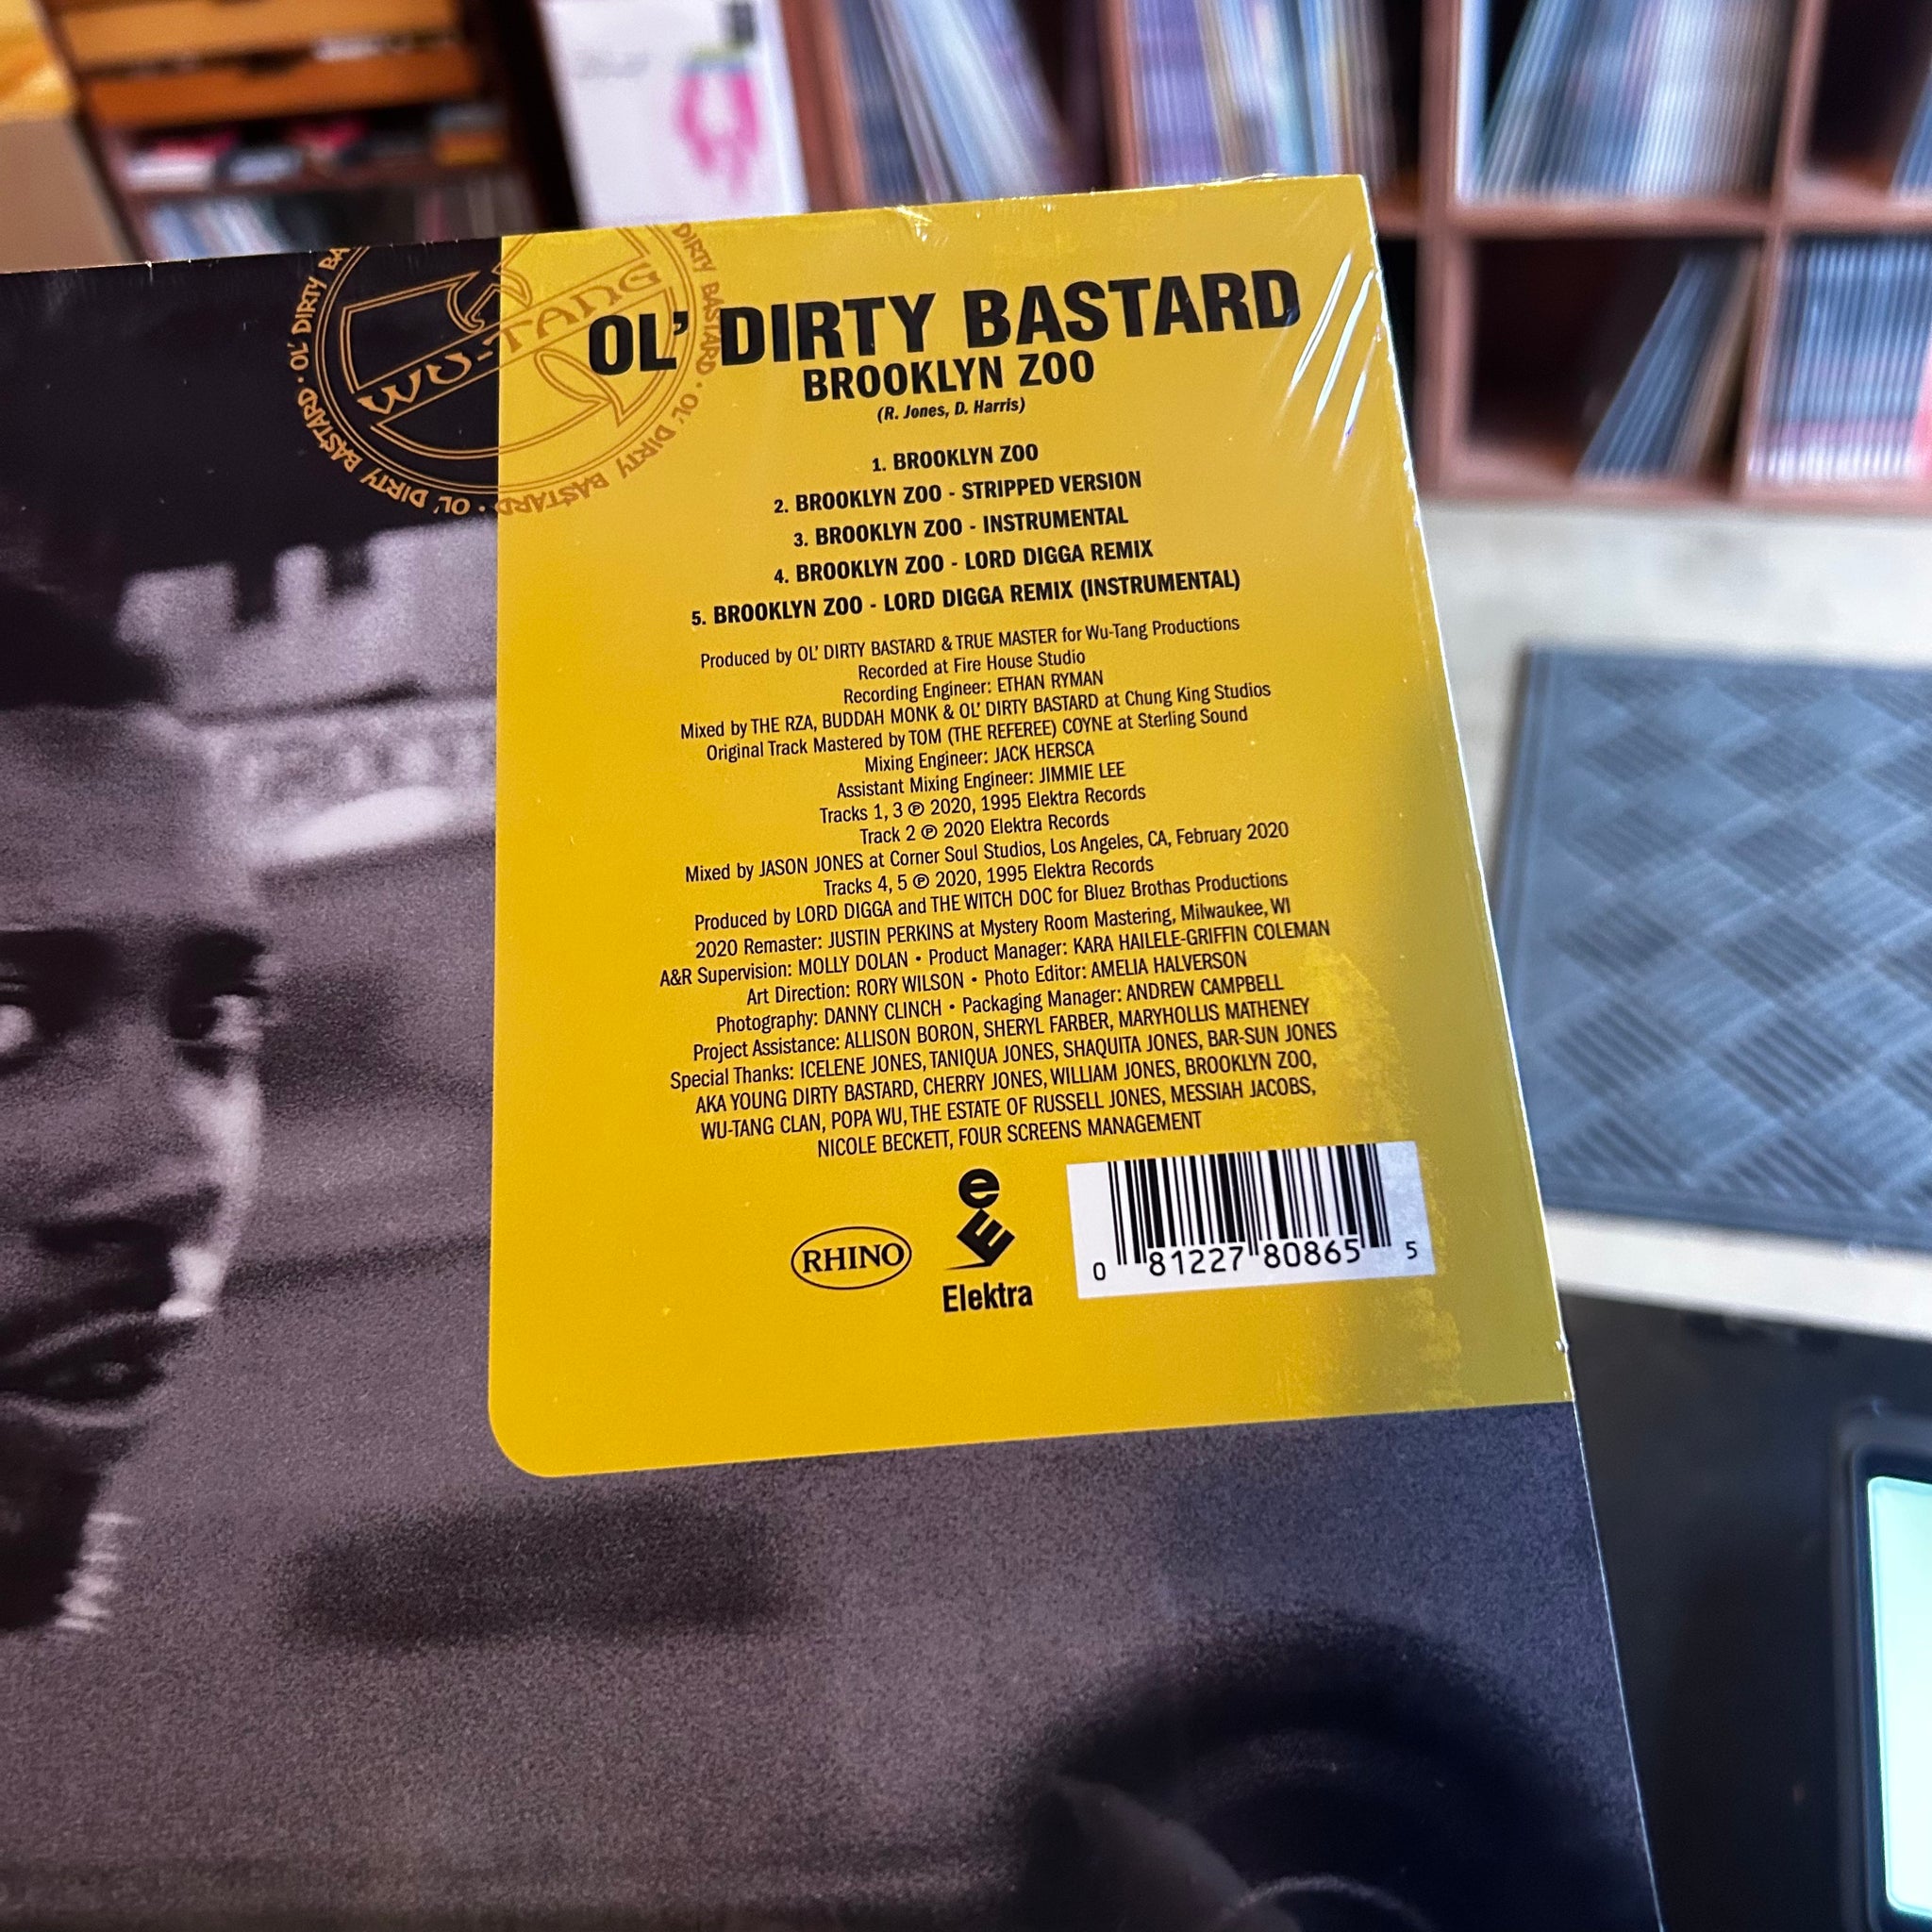 WU-TANG
OL' DIRTY BASTARD · OL' DIRTY BASTARD · OL' DIRTY BASTARD
OL' DIRTY BASTARD
BROOKLYN ZOO
(R. Jones, D. Harris)
1. BROOKLYN ZOO
2. BROOKLYN ZOO - STRIPPED VERSION
3. BROOKLYN ZOO - INSTRUMENTAL
4. BROOKLYN ZOO - LORD DIGGA REMIX
5. BROOKLYN ZOO - LORD DIGGA REMIX (INSTRUMENTAL)
Produced by OL' DIRTY BASTARD & TRUE MASTER for Wu-Tang Productions
Recorded at Fire House Studio
Recording Engineer: ETHAN RYMAN
Mixed by THE RZA, BUDDAH MONK & OL' DIRTY BASTARD at Chung King Studios
Original Track Mastered by TOM (THE REFEREE) COYNE at Sterling Sound
Mixing Engineer: JACK HERSCA
Assistant Mixing Engineer: JIMMIE LEE
Tracks 1, 3 ℗ 2020, 1995 Elektra Records
Track 2 ℗ 2020 Elektra Records
Mixed by JASON JONES at Corner Soul Studios, Los Angeles, CA, February 2020
Tracks 4, 5 ℗ 2020, 1995 Elektra Records
Produced by LORD DIGGA and THE WITCH DOC for Bluez Brothas Productions
2020 Remaster: JUSTIN PERKINS at Mystery Room Mastering, Milwaukee, WI
A&R Supervision: MOLLY DOLAN • Product Manager: KARA HAILELE-GRIFFIN COLEMAN
Art Direction: RORY WILSON • Photo Editor: AMELIA HALVERSON
Photography: DANNY CLINCH • Packaging Manager: ANDREW CAMPBELL
Project Assistance: ALLISON BORON, SHERYL FARBER, MARYHOLLIS MATHENEY
Special Thanks: ICELENE JONES, TANIQUA JONES, SHAQUITA JONES, BAR-SUN JONES
AKA YOUNG DIRTY BASTARD, CHERRY JONES, WILLIAM JONES, BROOKLYN ZOO,
WU-TANG CLAN, POPA WU, THE ESTATE OF RUSSELL JONES, MESSIAH JACOBS,
NICOLE BECKETT, FOUR SCREENS MANAGEMENT
RHINO
e E
Elektra
0 81227 80865 5